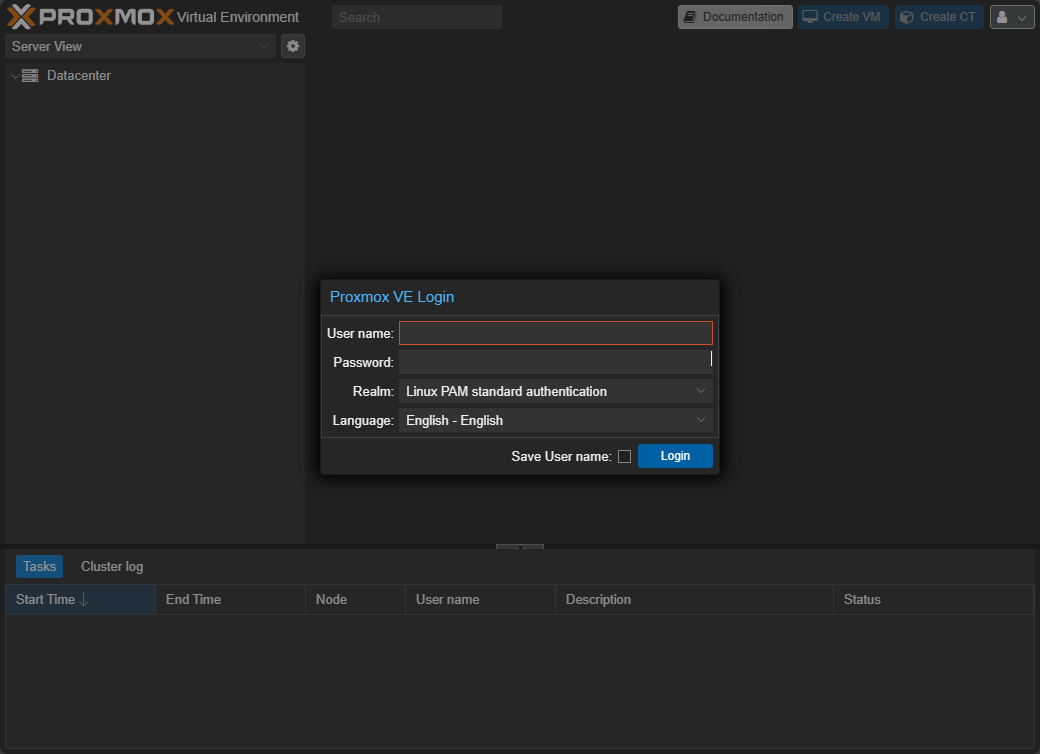 PROXMOX Virtual Environment Search Documentation Create VM Create CT
Server View
Datacenter
Proxmox VE Login
User name:
Password:
Realm: Linux PAM standard authentication
Language: English - English
Save User name: Login
Tasks Cluster log
Start Time End Time Node User name Description Status